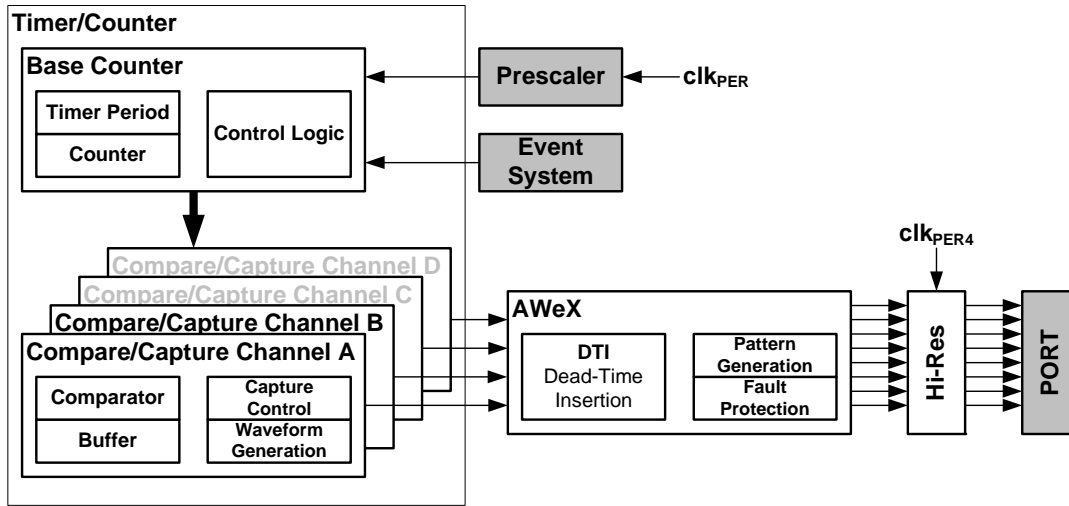 Timer/Counter
Base Counter
Timer Period
Counter
Control Logic
Prescaler
clkPER
Event
System
Compare/Capture Channel D
Compare/Capture Channel C
Compare/Capture Channel B
Compare/Capture Channel A
Comparator
Buffer
Capture
Control
Waveform
Generation
AWeX
DTI
Dead-Time
Insertion
Pattern
Generation
Fault
Protection
clkPER4
Hi-Res
PORT